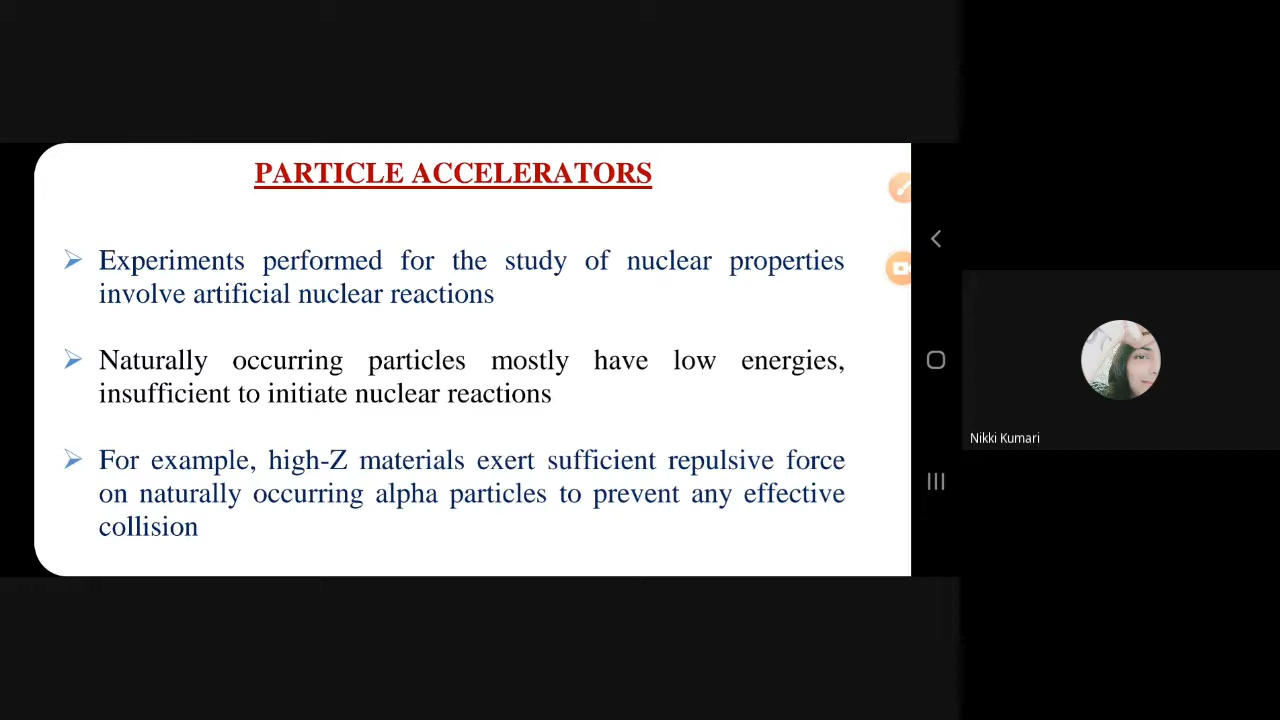 PARTICLE ACCELERATORS
Experiments performed for the study of nuclear properties
involve artificial nuclear reactions
Naturally occurring particles mostly have low energies,
insufficient to initiate nuclear reactions
For example, high-Z materials exert sufficient repulsive force
on naturally occurring alpha particles to prevent any effective
collision
Nikki Kumari